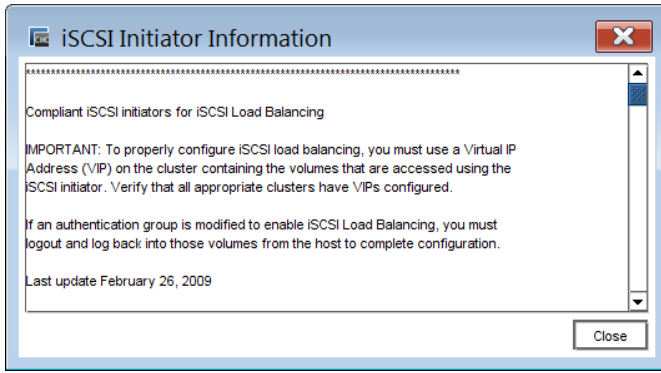 iSCSI Initiator Information
***************************************************************************************
Compliant iSCSI initiators for iSCSI Load Balancing
IMPORTANT: To properly configure iSCSI load balancing, you must use a Virtual IP
Address (VIP) on the cluster containing the volumes that are accessed using the
iSCSI initiator. Verify that all appropriate clusters have VIPs configured.
If an authentication group is modified to enable iSCSI Load Balancing, you must
logout and log back into those volumes from the host to complete configuration.
Last update February 26, 2009
Close